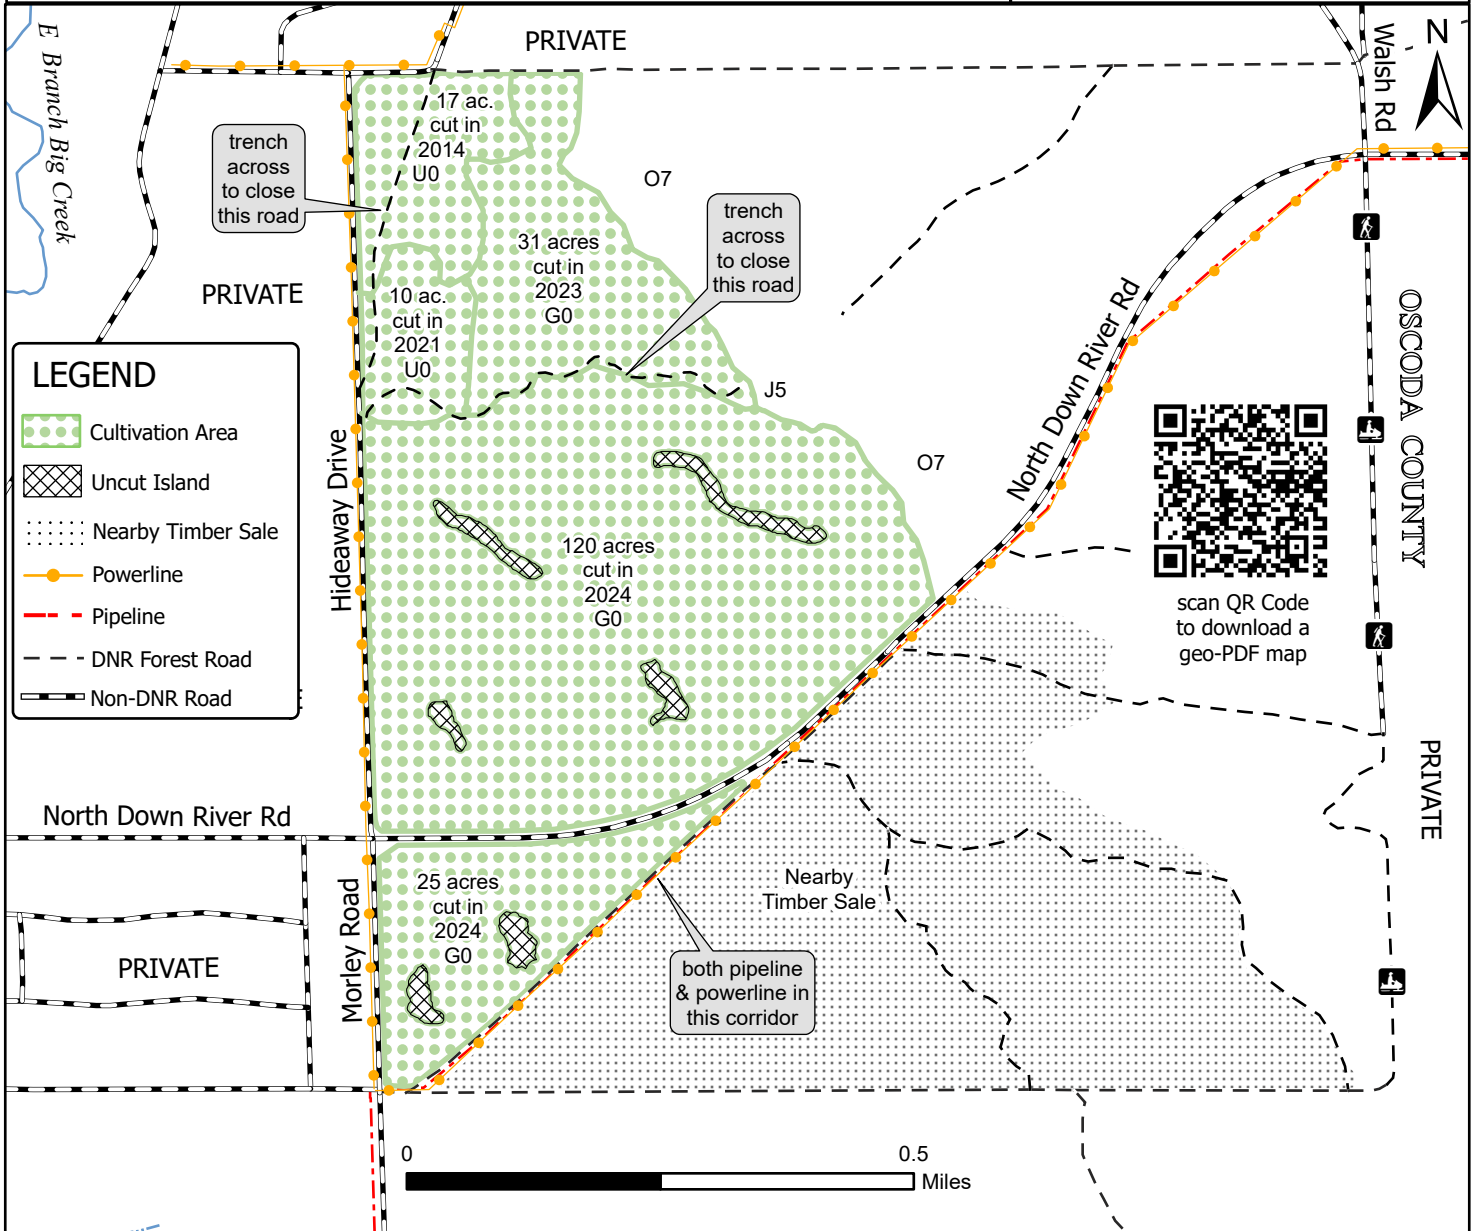 E Branch Big Creek
PRIVATE
Walsh Rd
N
17 ac.
cut in
2014
U0
trench
across
to close
this road
O7
trench
across
to close
this road
31 acres
cut in
2023
G0
PRIVATE
10 ac.
cut in
2021
U0
North Down River Rd
OSCODA COUNTY
J5
O7
LEGEND
Cultivation Area
Uncut Island
Nearby Timber Sale
Powerline
Pipeline
DNR Forest Road
Non-DNR Road
Hideaway Drive
120 acres
cut in
2024
G0
scan QR Code
to download a
geo-PDF map
PRIVATE
North Down River Rd
25 acres
cut in
2024
G0
Nearby
Timber Sale
Morley Road
PRIVATE
both pipeline
& powerline in
this corridor
0
0.5
Miles